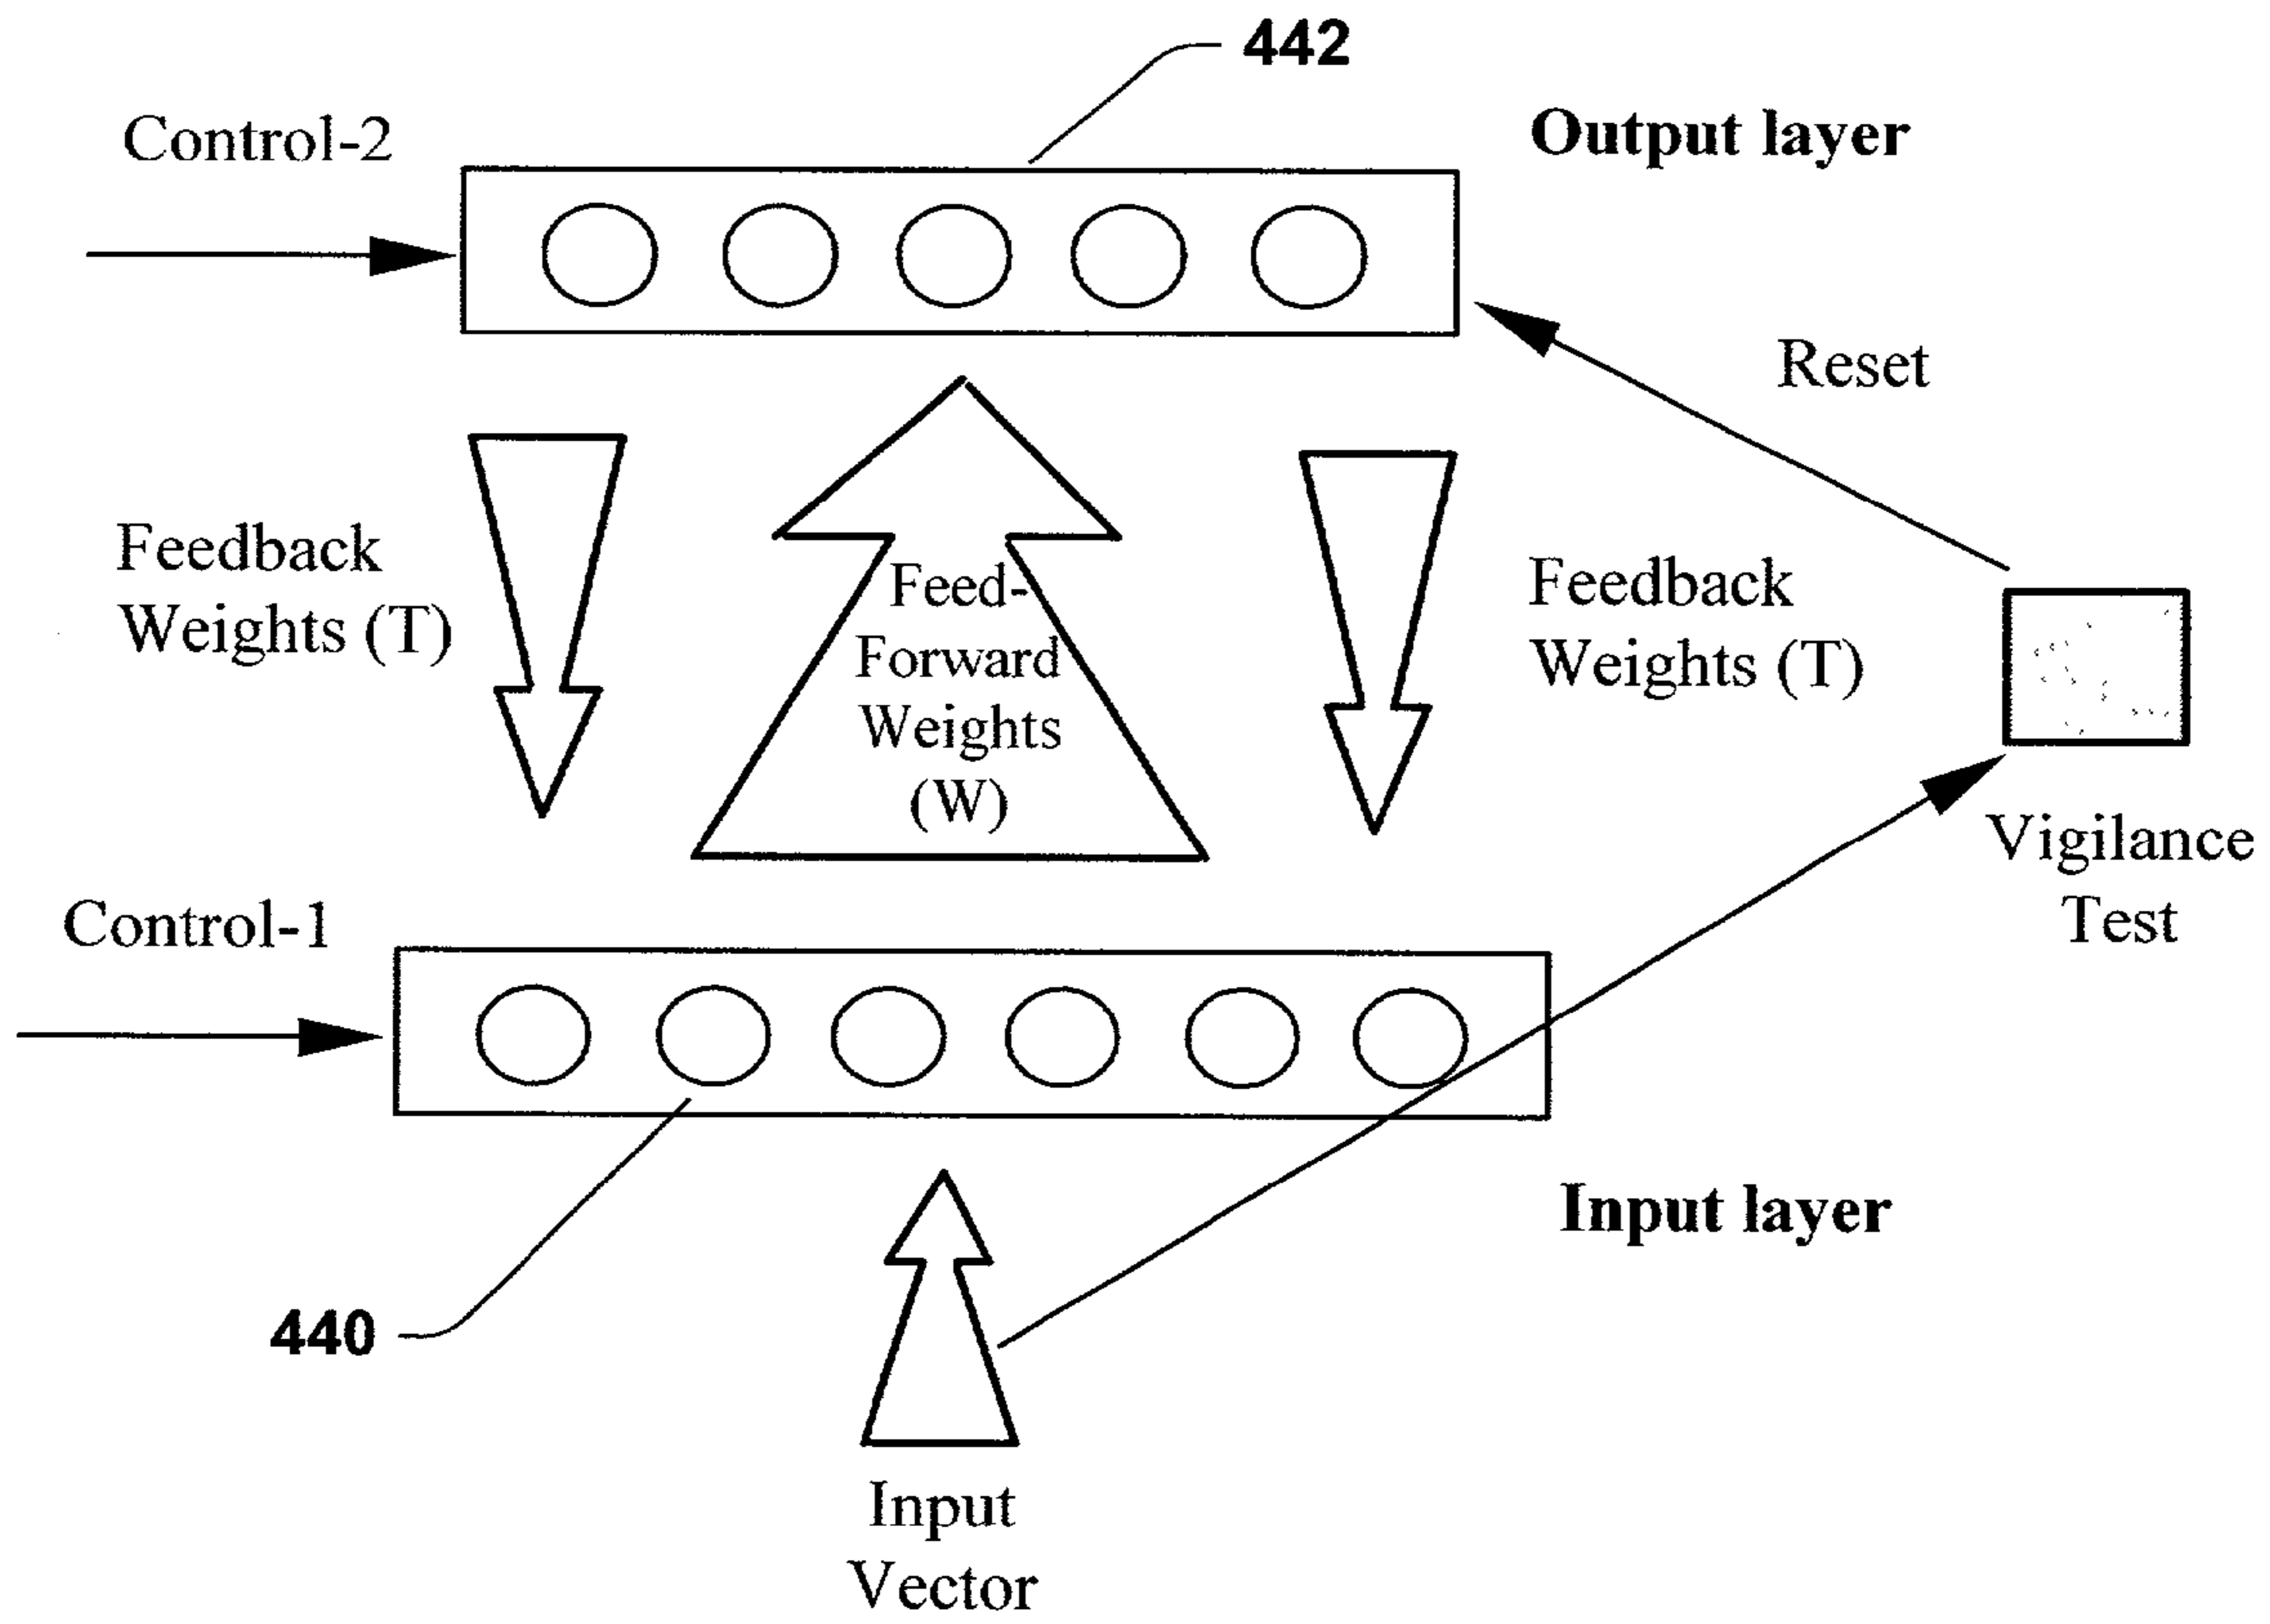 442
Control-2
Output layer
Reset
Feedback
Weights (T)
Feed-
Forward
Weights
(W)
Feedback
Weights (T)
Vigilance
Test
Control-1
Input layer
440
Input
Vector